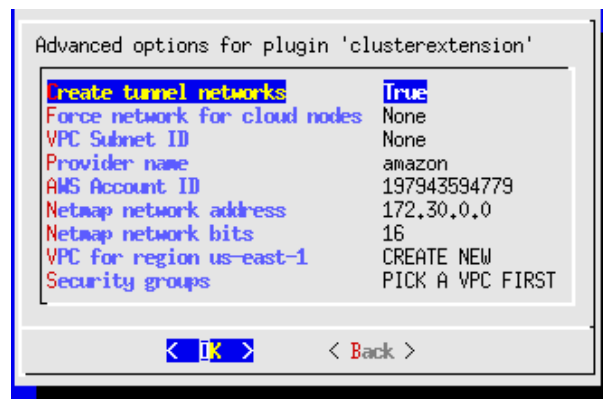 Advanced options for plugin 'clusterextension'
Create tunnel networks True
Force network for cloud nodes None
VPC Subnet ID None
Provider name amazon
AWS Account ID 197943594779
Netmap network address 172.30.0.0
Netmap network bits 16
VPC for region us-east-1 CREATE NEW
Security groups PICK A VPC FIRST
< OK > < Back >